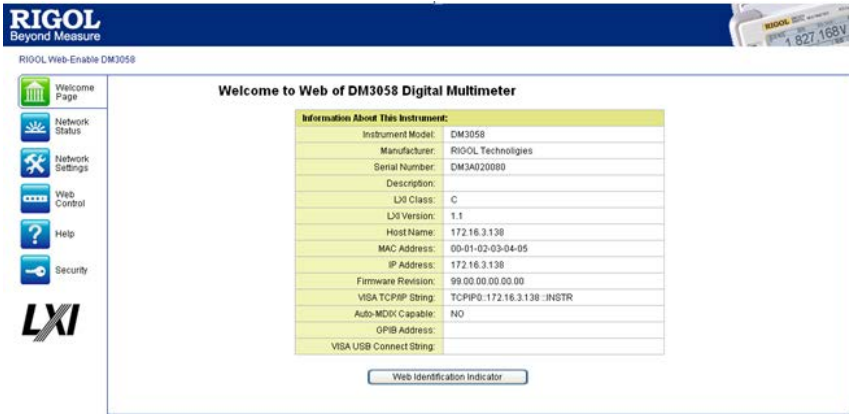 RIGOL
Beyond Measure
RIGOL
1.827,168V
RIGOL Web-Enable DM3058
Welcome Page
Network Status
Network Settings
Web Control
Help
Security
LXI
Welcome to Web of DM3058 Digital Multimeter
Information About This Instrument:
Instrument Model: DM3058
Manufacturer: RIGOL Technoligies
Serial Number: DM3A020080
Description:
LXI Class: C
LXI Version: 1.1
Host Name: 172.16.3.138
MAC Address: 00-01-02-03-04-05
IP Address: 172.16.3.138
Firmware Revision: 99.00.00.00.00.00
VISA TCP/IP String: TCPIP0::172.16.3.138::INSTR
Auto-MDIX Capable: NO
GPIB Address:
VISA USB Connect String:
Web Identification Indicator